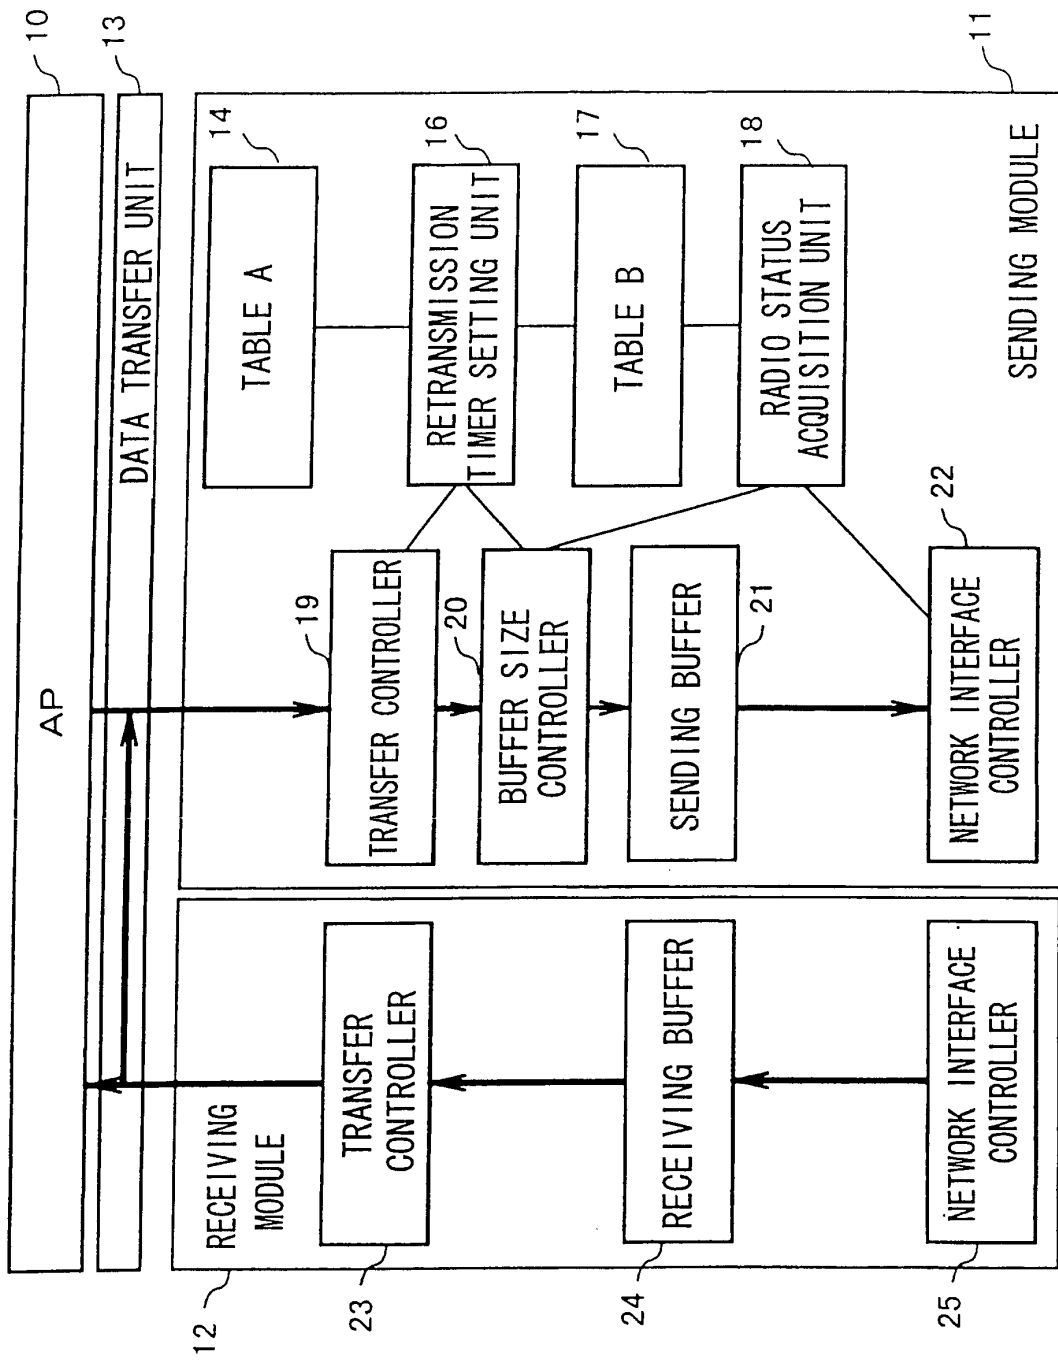 10
AP
13
DATA TRANSFER UNIT
11
SENDING MODULE
14
TABLE A
16
RETRANSMISSION
TIMER SETTING UNIT
17
TABLE B
18
RADIO STATUS
ACQUISITION UNIT
19
TRANSFER CONTROLLER
20
BUFFER SIZE
CONTROLLER
SENDING BUFFER
21
22
NETWORK INTERFACE
CONTROLLER
12
RECEIVING
MODULE
TRANSFER
CONTROLLER
23
RECEIVING BUFFER
24
NETWORK INTERFACE
CONTROLLER
25